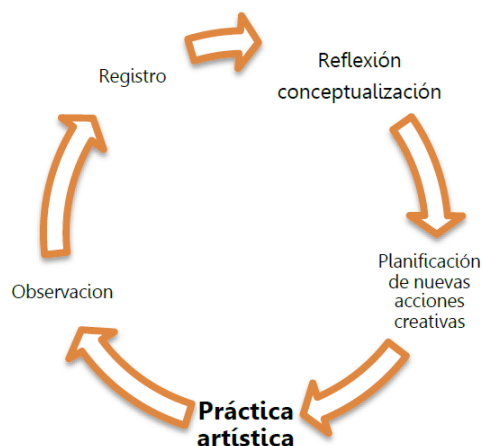 Registro
Reflexión
conceptualización
Planificación
de nuevas
acciones
creativas
Práctica
artística
Observacion